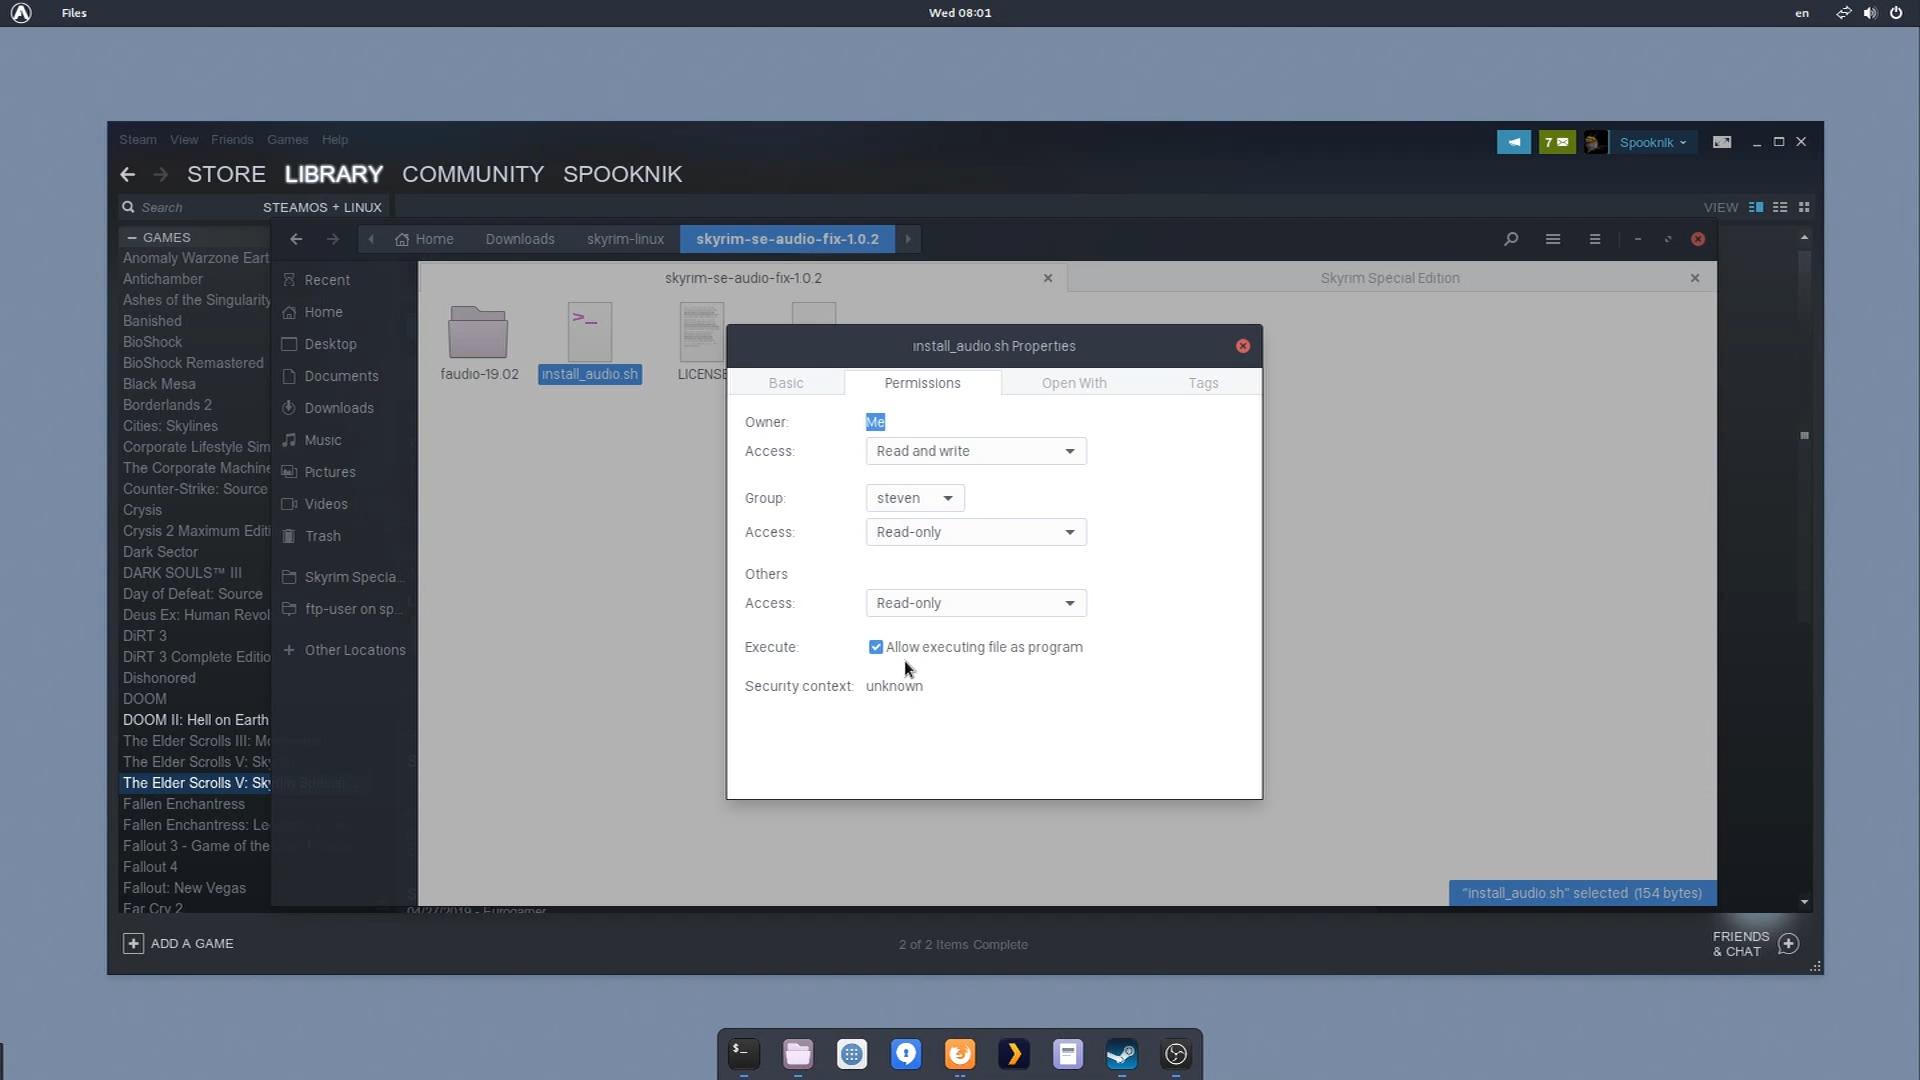 Files
Wed 08:01
en
Steam View Friends Games Help
7
Spooknik
STORE LIBRARY COMMUNITY SPOOKNIK
Search
STEAMOS + LINUX
VIEW
GAMES
Anomaly Warzone Eart
Antichamber
Ashes of the Singularity
Banished
BioShock
BioShock Remastered
Black Mesa
Borderlands 2
Cities: Skylines
Corporate Lifestyle Sim
The Corporate Machine
Counter-Strike: Source
Crysis
Crysis 2 Maximum Editi
Dark Sector
DARK SOULS™ III
Day of Defeat: Source
Deus Ex: Human Revol
DiRT 3
DiRT 3 Complete Editio
Dishonored
DOOM
DOOM II: Hell on Earth
The Elder Scrolls III: Mo
The Elder Scrolls V: Sky
The Elder Scrolls V: Sky
Fallen Enchantress
Fallen Enchantress: Le
Fallout 3 - Game of the
Fallout 4
Fallout: New Vegas
Far Cry 2
Home Downloads skyrim-linux skyrim-se-audio-fix-1.0.2
Recent
Home
Desktop
Documents
Downloads
Music
Pictures
Videos
Trash
Skyrim Specia...
ftp-user on sp...
Other Locations
skyrim-se-audio-fix-1.0.2
Skyrim Special Edition
faudio-19.02
install_audio.sh
LICENSE
install_audio.sh Properties
Basic Permissions Open With Tags
Owner: Me
Access: Read and write
Group: steven
Access: Read-only
Others
Access: Read-only
Execute: Allow executing file as program
Security context: unknown
"install_audio.sh" selected (154 bytes)
04/27/2019 - Eurogamer
ADD A GAME
2 of 2 Items Complete
FRIENDS
& CHAT
$_